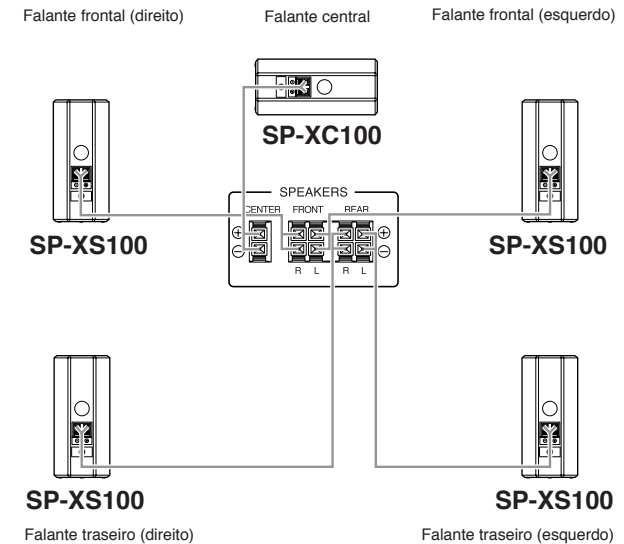 Falante frontal (direito)
Falante central
Falante frontal (esquerdo)
SP-XC100
SP-XS100
SP-XS100
SPEAKERS
CENTER FRONT REAR
R L R L
SP-XS100
SP-XS100
Falante traseiro (direito)
Falante traseiro (esquerdo)